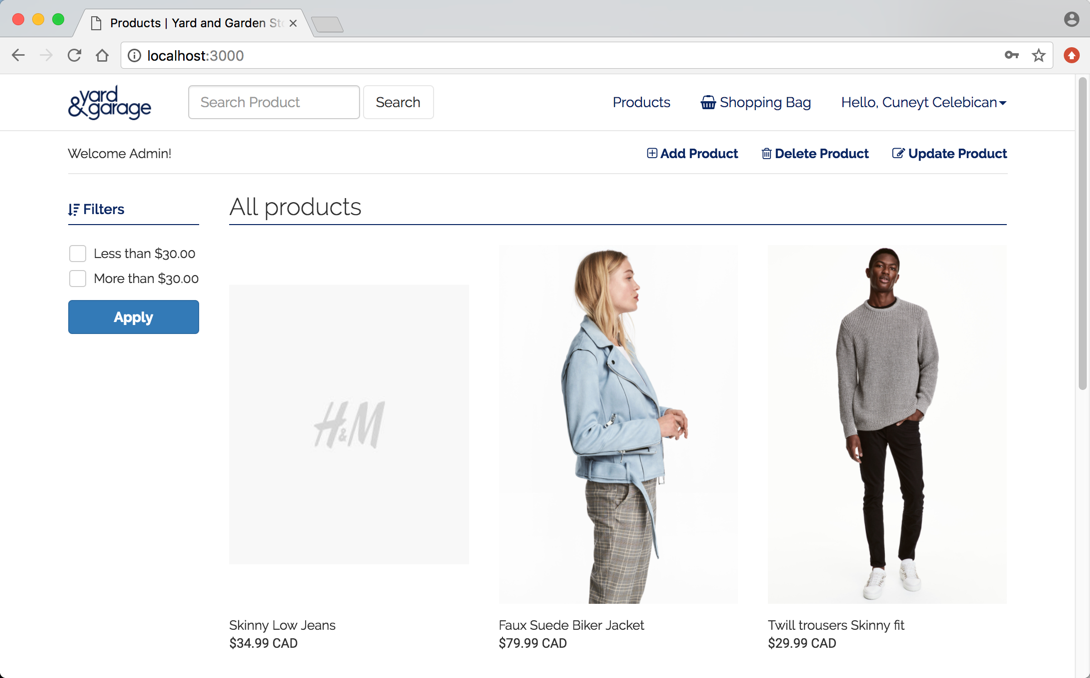 Products | Yard and Garden St
localhost:3000
yard
&garage
Search Product
Search
Products
Shopping Bag
Hello, Cuneyt Celebican
Welcome Admin!
Add Product
Delete Product
Update Product
Filters
All products
Less than $30.00
More than $30.00
Apply
H&M
Skinny Low Jeans
$34.99 CAD
Faux Suede Biker Jacket
$79.99 CAD
Twill trousers Skinny fit
$29.99 CAD